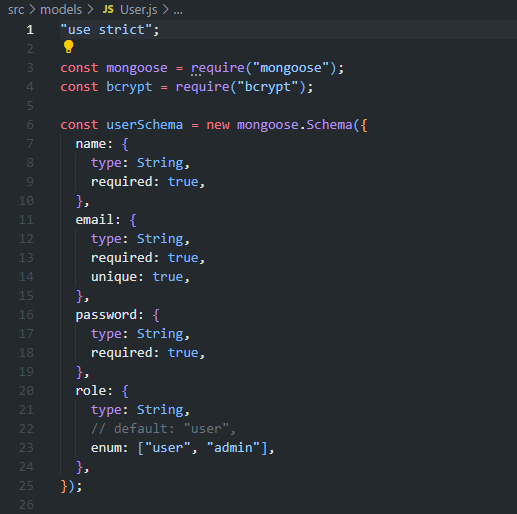 src > models > JS User.js > ...
1 "use strict";
2
3 const mongoose = require("mongoose");
4 const bcrypt = require("bcrypt");
5
6 const userSchema = new mongoose.Schema({
7   name: {
8     type: String,
9     required: true,
10   },
11   email: {
12     type: String,
13     required: true,
14     unique: true,
15   },
16   password: {
17     type: String,
18     required: true,
19   },
20   role: {
21     type: String,
22     // default: "user",
23     enum: ["user", "admin"],
24   },
25 });
26